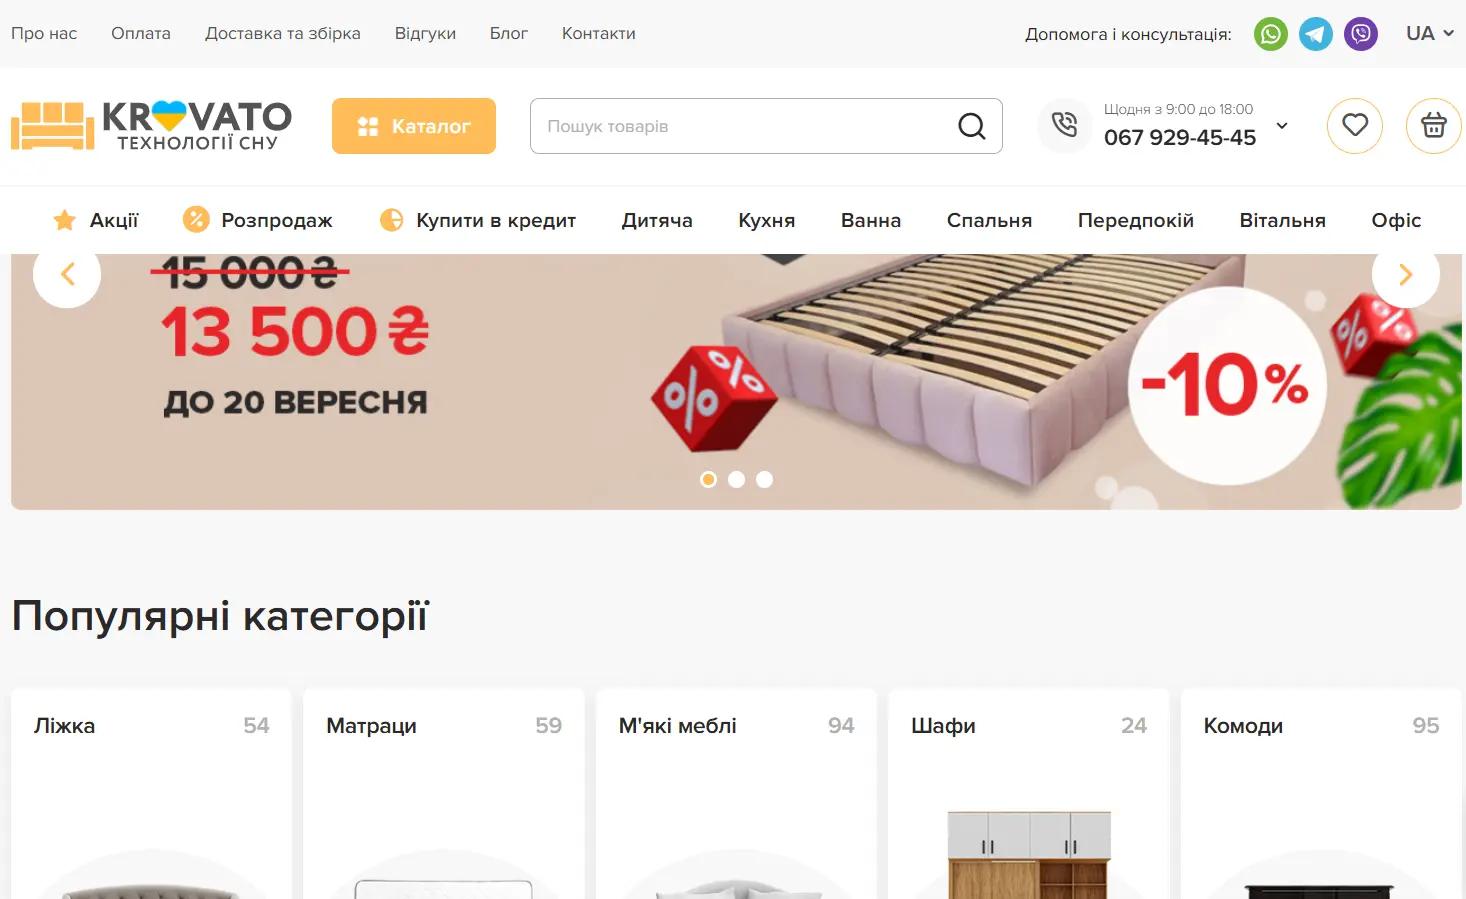 Про нас Оплата Доставка та збірка Відгуки Блог Контакти Допомога і консультація: UA
KROVATO
ТЕХНОЛОГІЇ СНУ
Каталог
Пошук товарів
Щодня з 9:00 до 18:00
067 929-45-45
Акції Розпродаж Купити в кредит Дитяча Кухня Ванна Спальня Передпокій Вітальня Офіс
15 000 ₴
13 500 ₴
ДО 20 ВЕРЕСНЯ
% %
-10%
% %
Популярні категорії
Ліжка 54
Матраци 59
М'які меблі 94
Шафи 24
Комоди 95